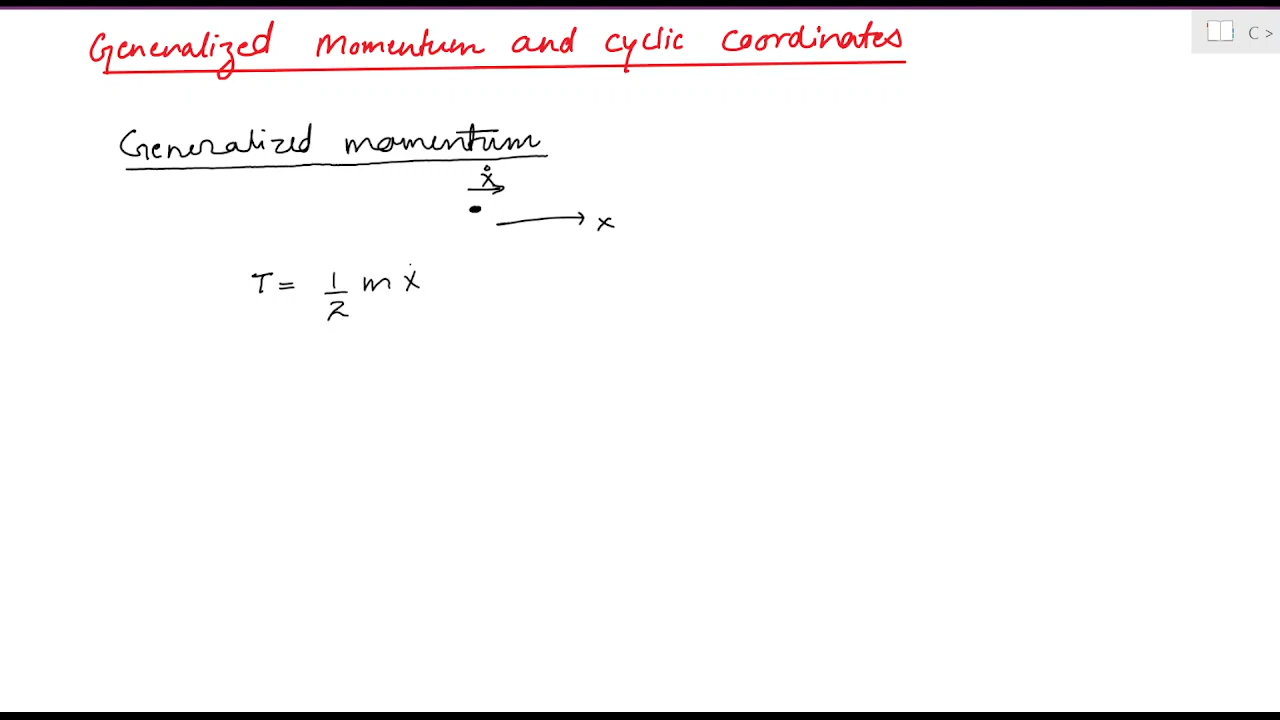 Generalized momentum and cyclic coordinates
C >
Generalized momentum
ẋ
x
T = 1/2 m ẋ